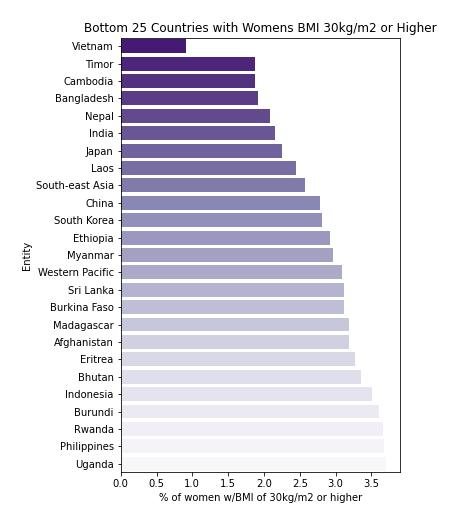 Bottom 25 Countries with Womens BMI 30kg/m2 or Higher
Vietnam
Timor
Cambodia
Bangladesh
Nepal
India
Japan
Laos
South-east Asia
China
South Korea
Ethiopia
Myanmar
Western Pacific
Sri Lanka
Burkina Faso
Madagascar
Afghanistan
Eritrea
Bhutan
Indonesia
Burundi
Rwanda
Philippines
Uganda
Entity
0.0 0.5 1.0 1.5 2.0 2.5 3.0 3.5
% of women w/BMI of 30kg/m2 or higher